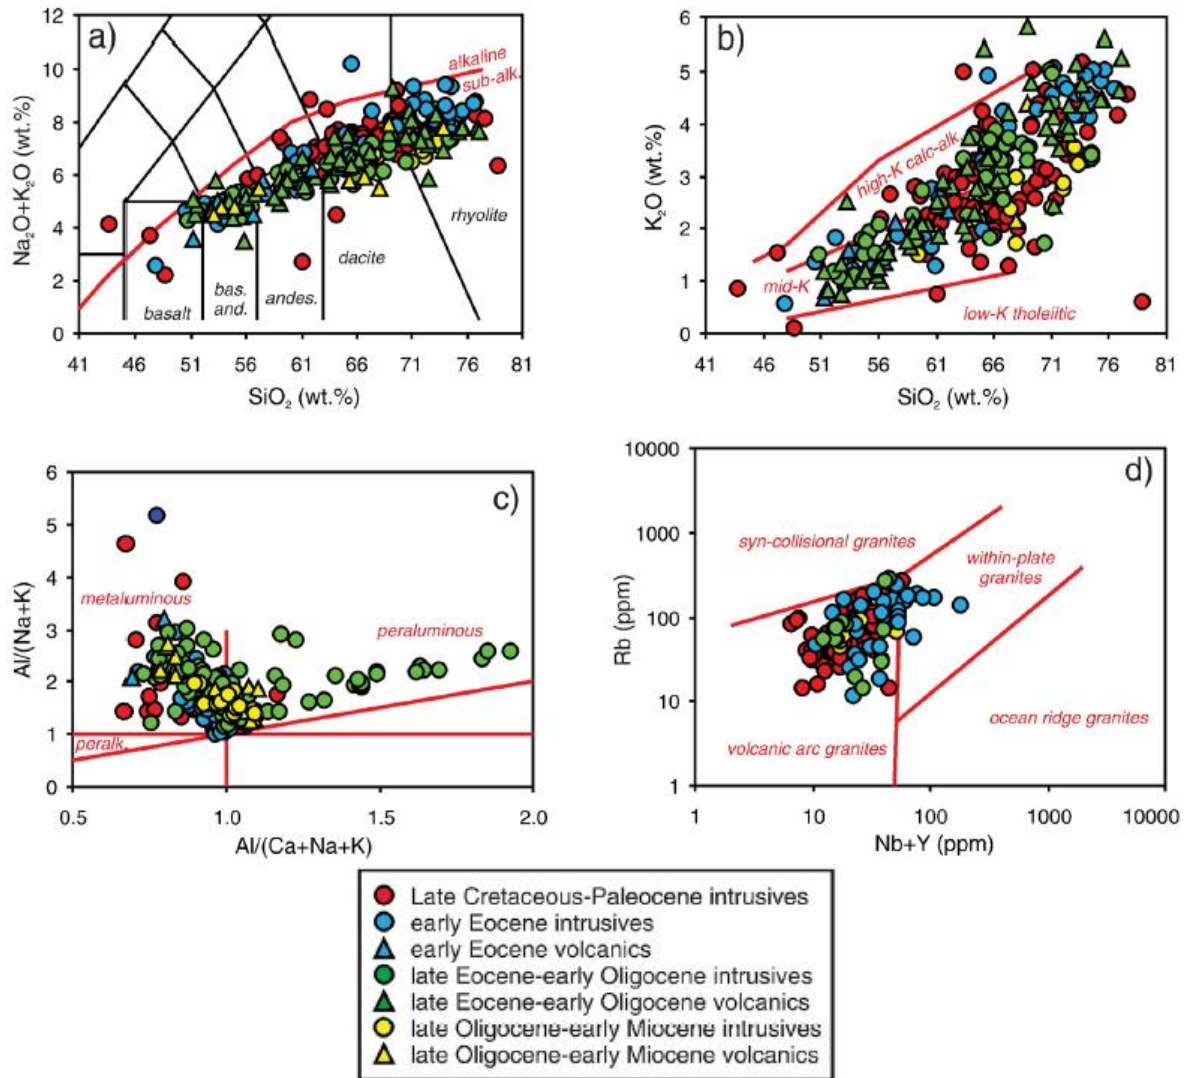 a)
Na₂O+K₂O (wt.%)
12
10
8
6
4
2
0
alkaline
sub-alk.
rhyolite
dacite
basalt
bas.
and.
andes.
41 46 51 56 61 66 71 76 81
SiO₂ (wt.%)
b)
K₂O (wt.%)
6
5
4
3
2
1
0
high-K calc-alk.
mid-K
low-K tholeiitic
41 46 51 56 61 66 71 76 81
SiO₂ (wt.%)
c)
Al/(Na+K)
6
5
4
3
2
1
0
metaluminous
peraluminous
peralk.
0.5 1.0 1.5 2.0
Al/(Ca+Na+K)
d)
Rb (ppm)
10000
1000
100
10
1
syn-collisional granites
within-plate
granites
ocean ridge granites
volcanic arc granites
1 10 100 1000 10000
Nb+Y (ppm)
Late Cretaceous-Paleocene intrusives
early Eocene intrusives
early Eocene volcanics
late Eocene-early Oligocene intrusives
late Eocene-early Oligocene volcanics
late Oligocene-early Miocene intrusives
late Oligocene-early Miocene volcanics